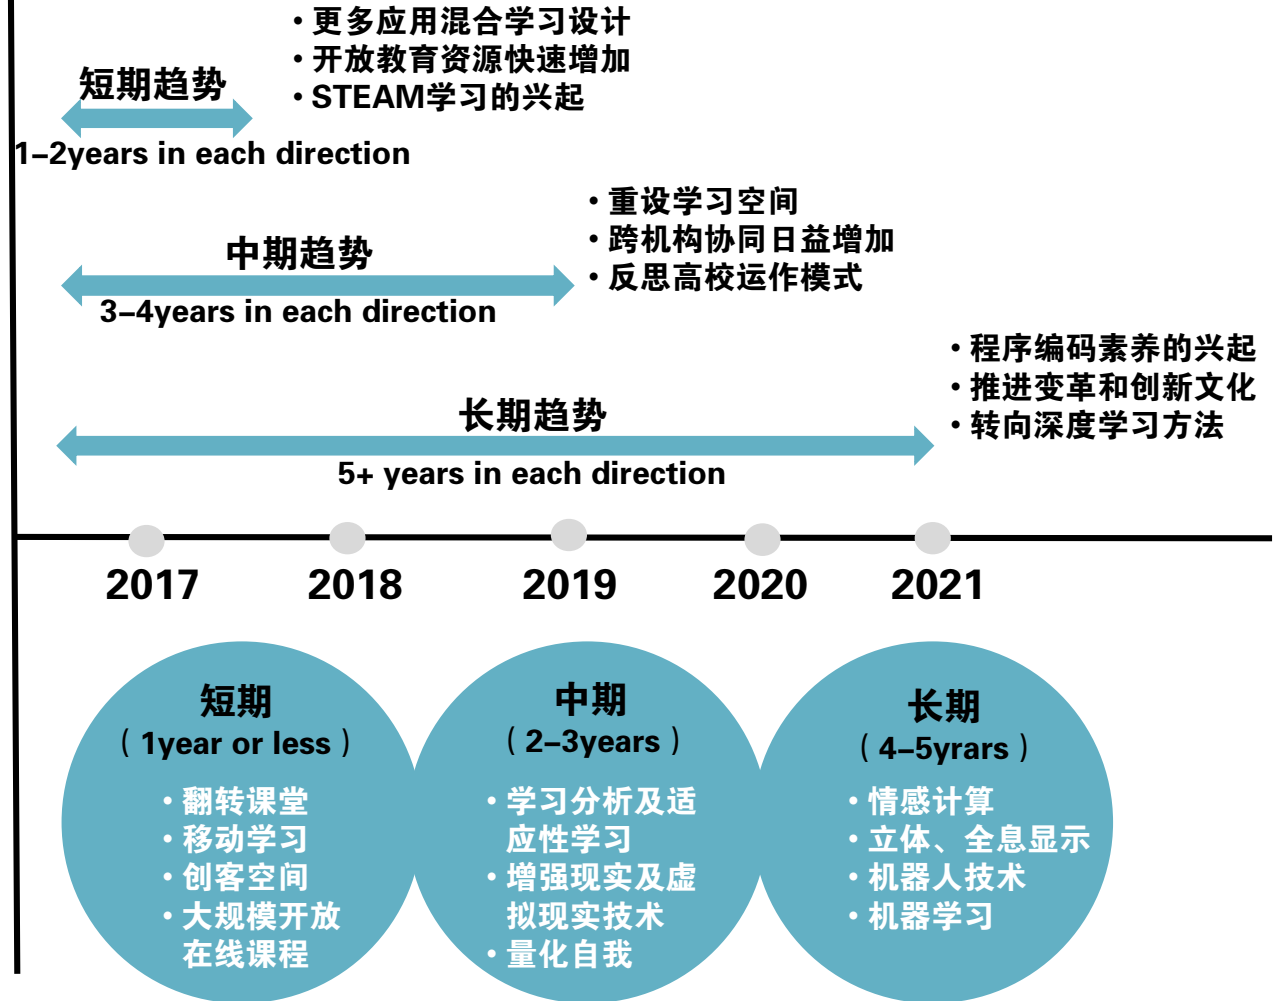 • 更多应用混合学习设计
• 开放教育资源快速增加
• STEAM学习的兴起
短期趋势
1–2years in each direction
• 重设学习空间
• 跨机构协同日益增加
• 反思高校运作模式
中期趋势
3–4years in each direction
• 程序编码素养的兴起
• 推进变革和创新文化
• 转向深度学习方法
长期趋势
5+ years in each direction
2017 2018 2019 2020 2021
短期
（1year or less）
• 翻转课堂
• 移动学习
• 创客空间
• 大规模开放
在线课程
中期
（2–3years）
• 学习分析及适
应性学习
• 增强现实及虚
拟现实技术
• 量化自我
长期
（4–5yrars）
• 情感计算
• 立体、全息显示
• 机器人技术
• 机器学习